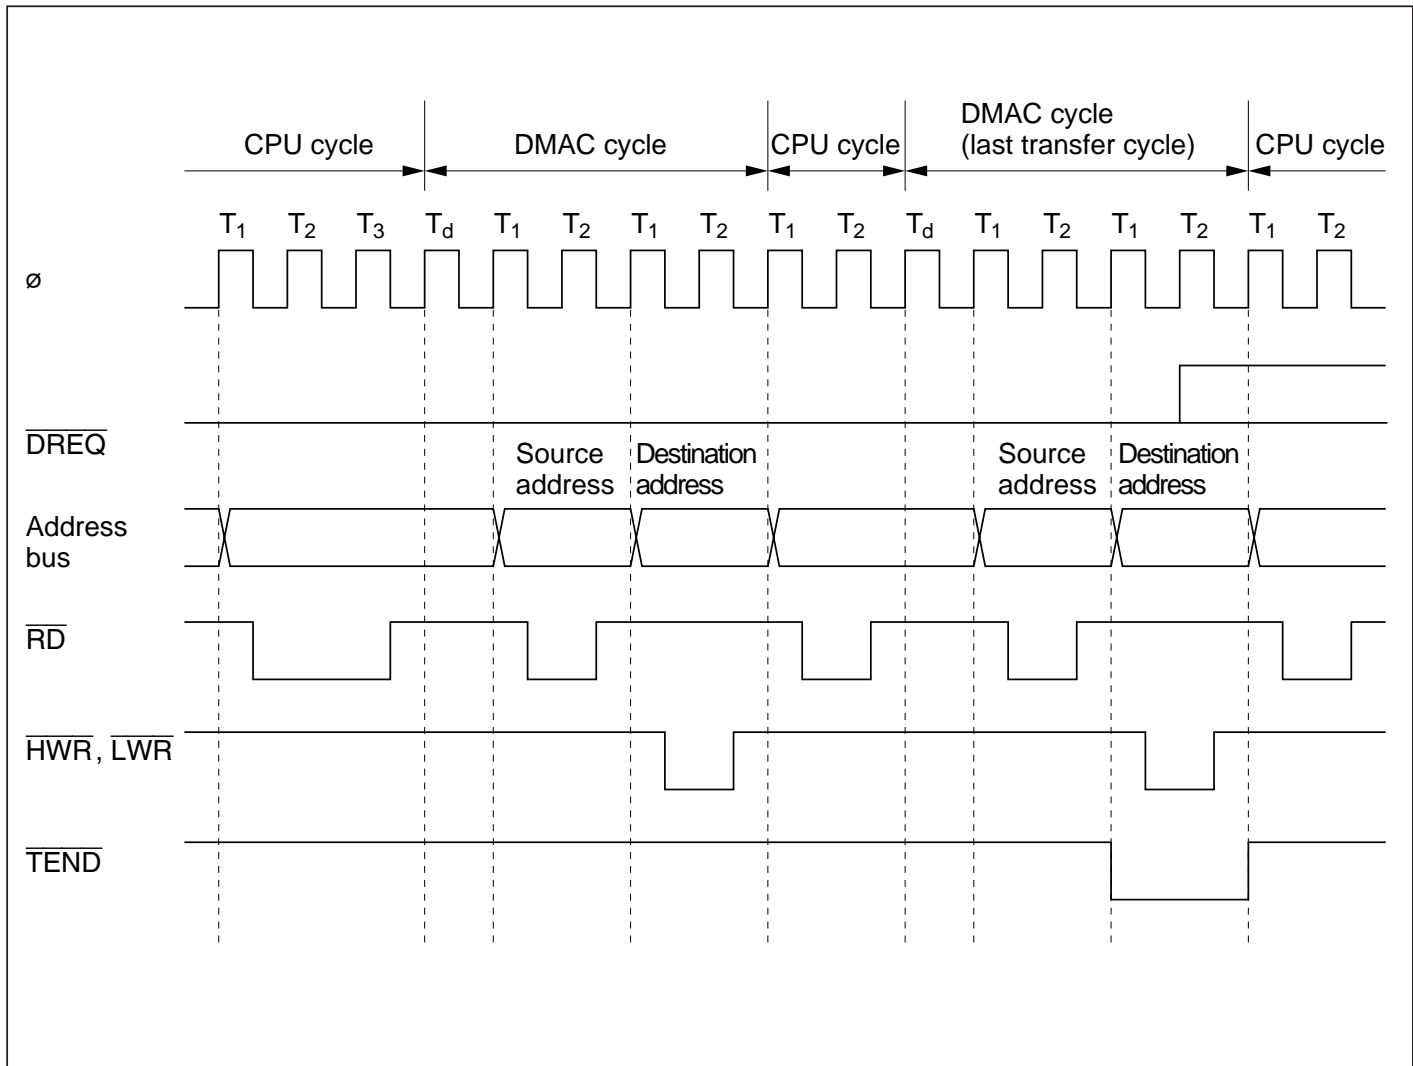 DMAC cycle
CPU cycle DMAC cycle CPU cycle (last transfer cycle) CPU cycle
T1 T2 T3 Td T1 T2 T1 T2 T1 T2 Td T1 T2 T1 T2 T1 T2
ø
DREQ
Source Destination Source Destination
address address address address
Address
bus
RD
HWR, LWR
TEND